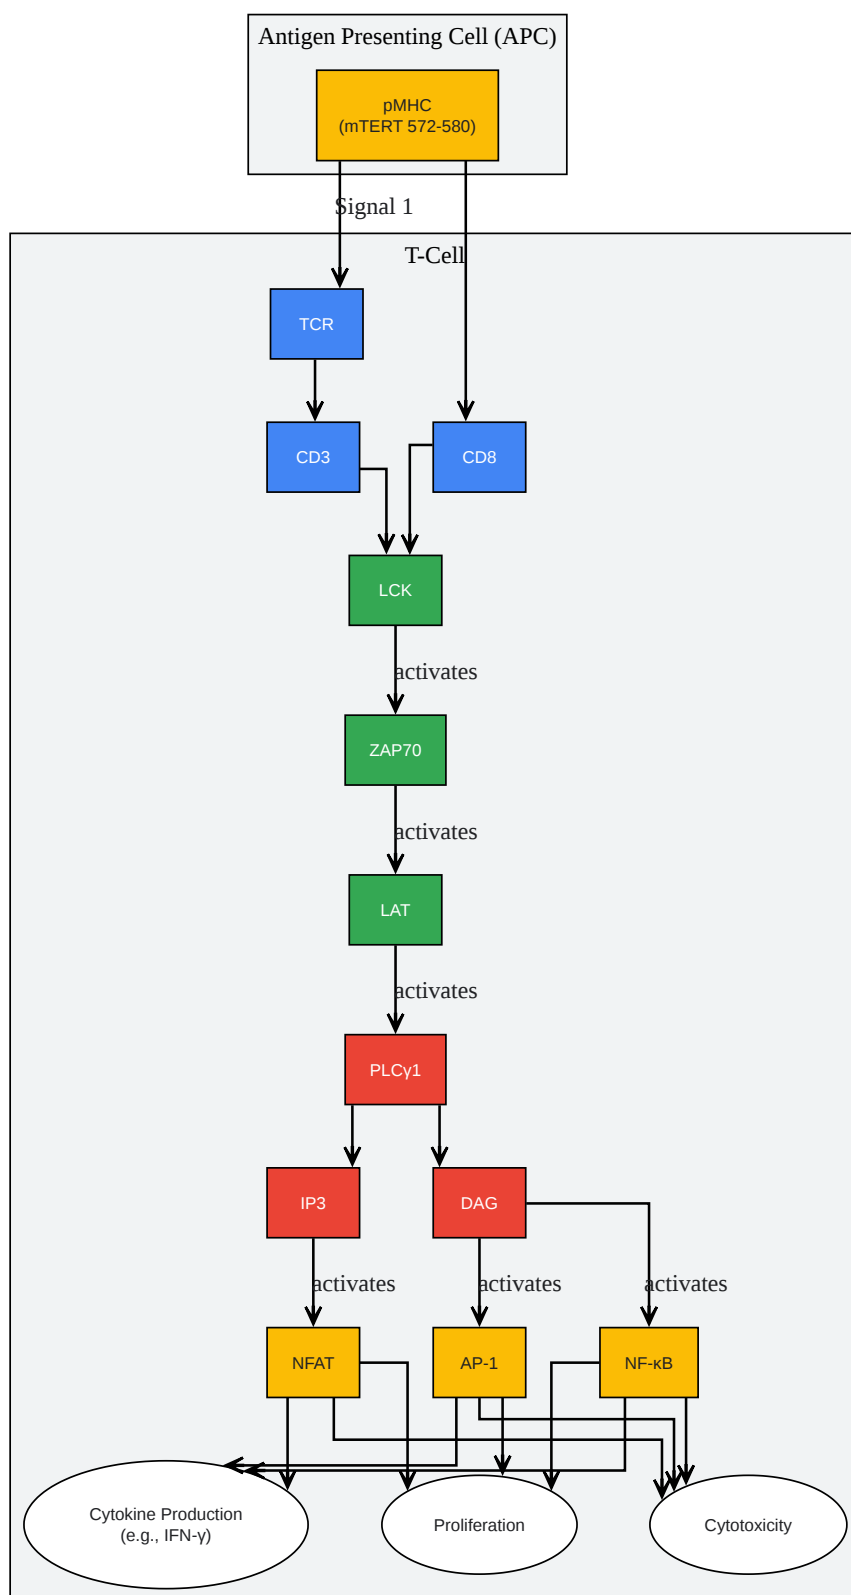 Antigen Presenting Cell (APC)
pMHC
(mTERT 572-580)
Signal 1
T-Cell
TCR
CD3
CD8
LCK
activates
ZAP70
activates
LAT
activates
PLCγ1
IP3
DAG
activates
activates
activates
NFAT
AP-1
NF-κB
Cytokine Production
(e.g., IFN-γ)
Proliferation
Cytotoxicity